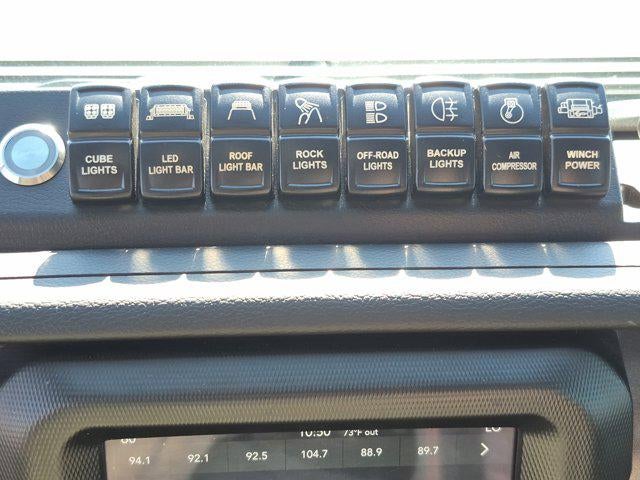 CUBE
LIGHTS
LED
LIGHT BAR
ROOF
LIGHT BAR
ROCK
LIGHTS
OFF-ROAD
LIGHTS
BACKUP
LIGHTS
AIR
COMPRESSOR
WINCH
POWER
10:50 73°F out
94.1 92.1 92.5 104.7 88.9 89.7